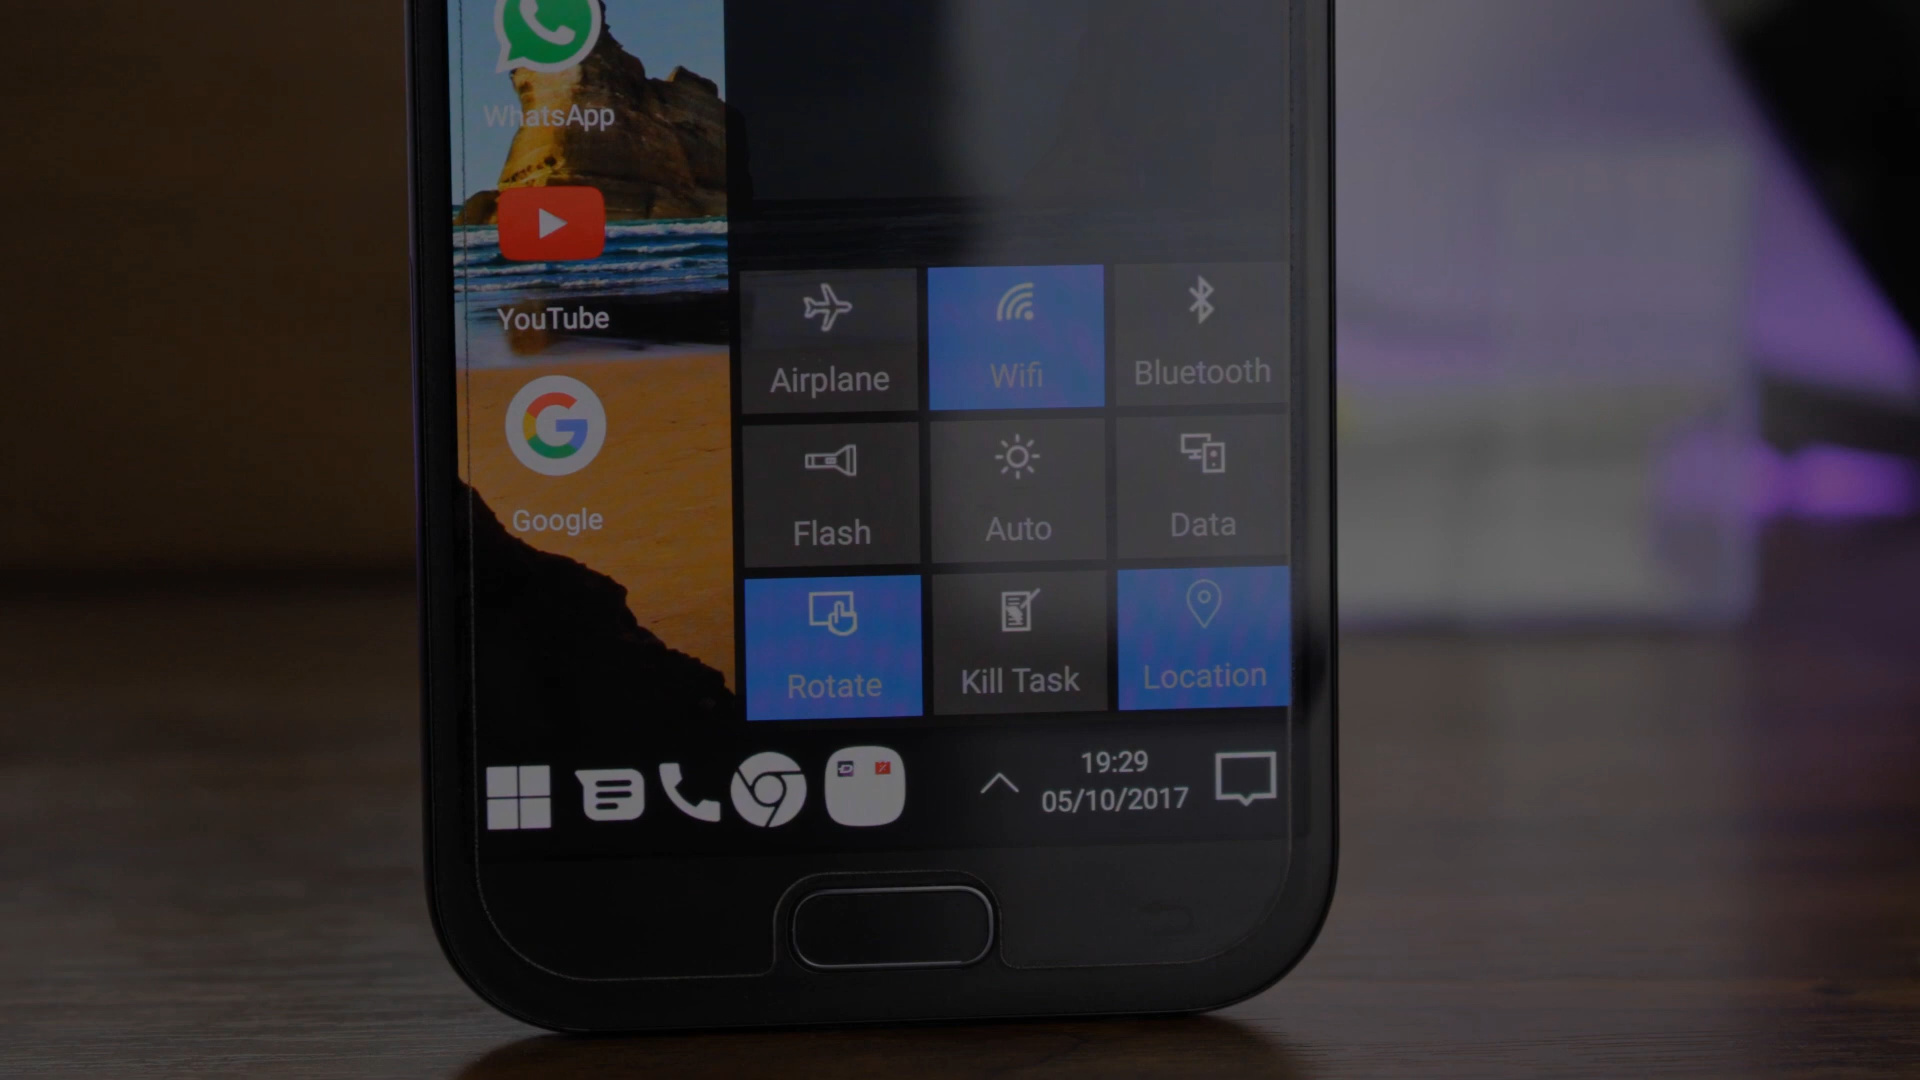 WhatsApp
YouTube
Google
Airplane
Wifi
Bluetooth
Flash
Auto
Data
Rotate
Kill Task
Location
19:29
05/10/2017